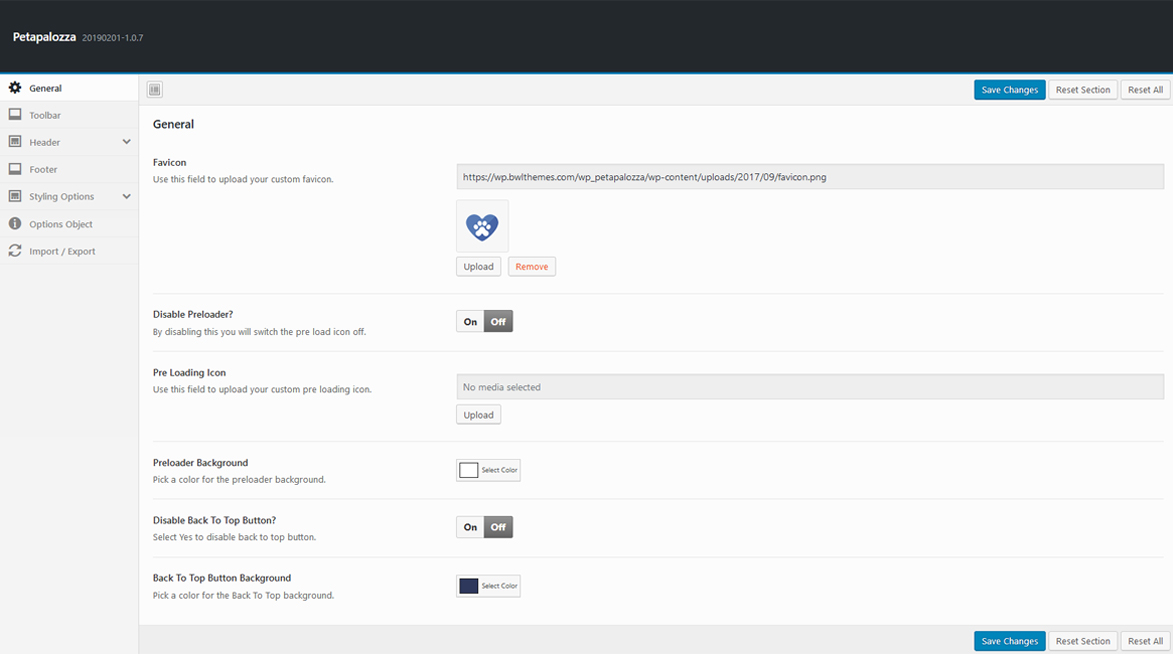 Petapalozza 20190201-1.0.7
General
Toolbar
Header
Footer
Styling Options
Options Object
Import / Export
Save Changes Reset Section Reset All
General
Favicon
Use this field to upload your custom favicon.
https://wp.bwlthemes.com/wp_petapalozza/wp-content/uploads/2017/09/favicon.png
Upload Remove
Disable Preloader?
By disabling this you will switch the pre load icon off.
On Off
Pre Loading Icon
Use this field to upload your custom pre loading icon.
No media selected
Upload
Preloader Background
Pick a color for the preloader background.
Select Color
Disable Back To Top Button?
Select Yes to disable back to top button.
On Off
Back To Top Button Background
Pick a color for the Back To Top background.
Select Color
Save Changes Reset Section Reset All